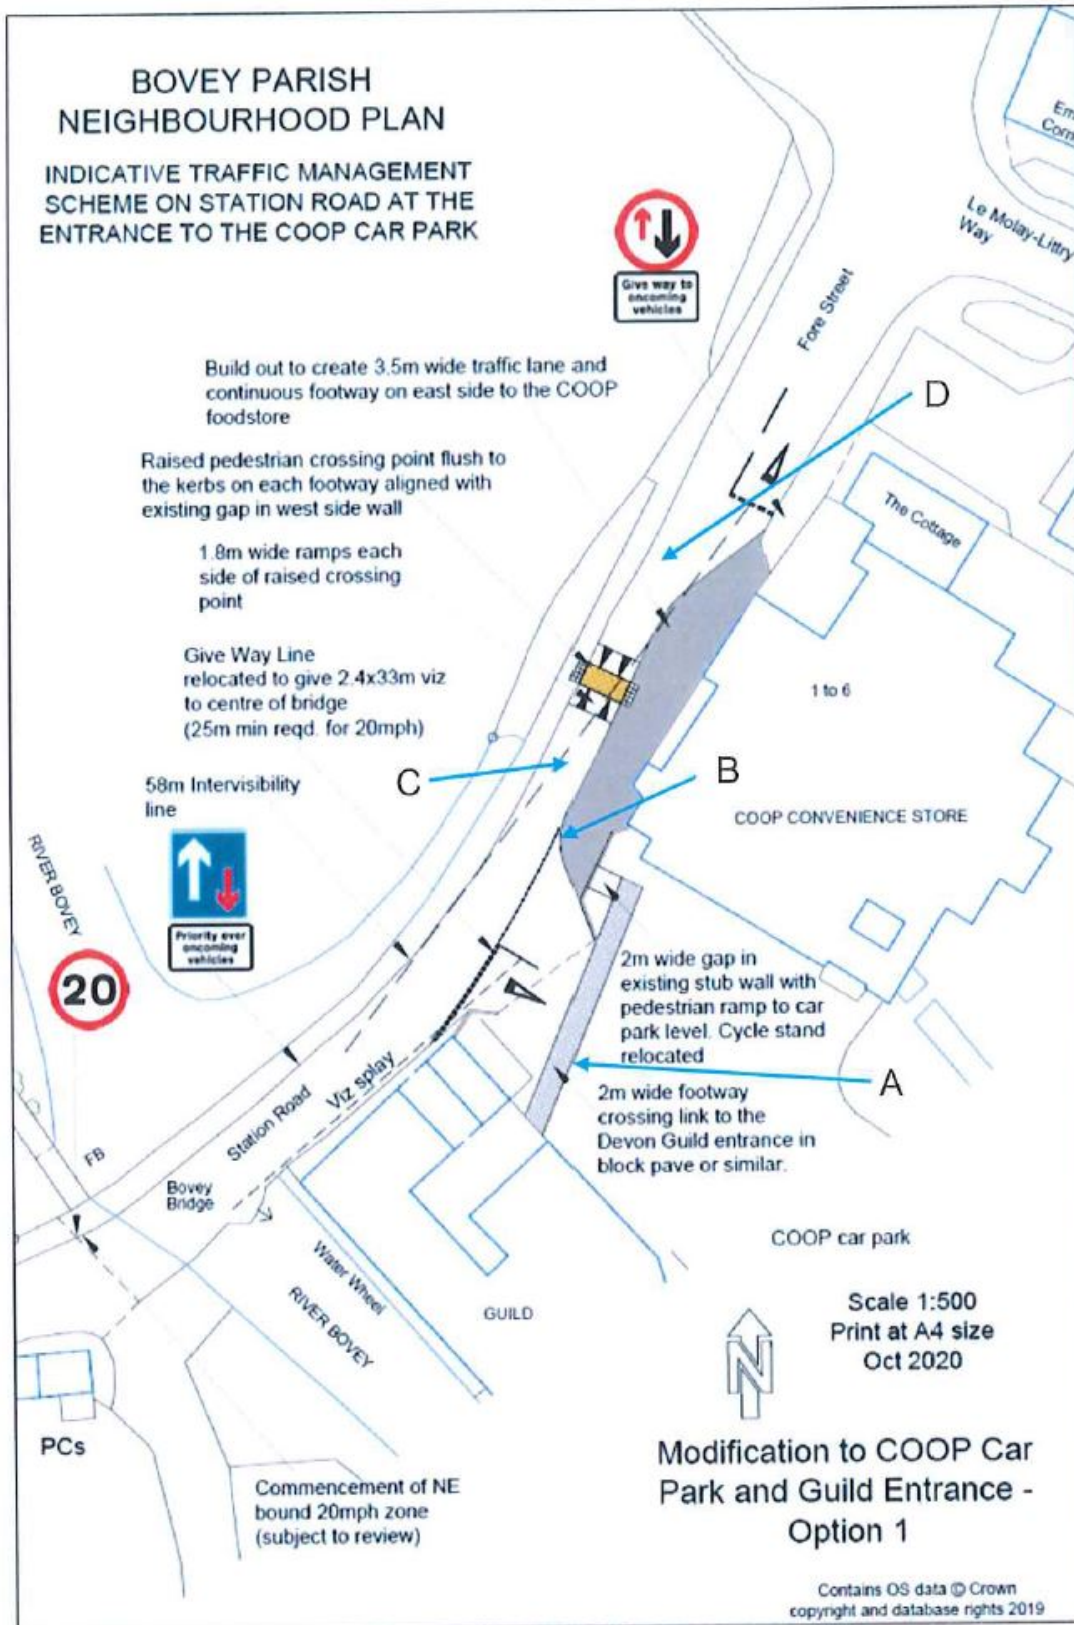 BOVEY PARISH
NEIGHBOURHOOD PLAN
INDICATIVE TRAFFIC MANAGEMENT
SCHEME ON STATION ROAD AT THE
ENTRANCE TO THE COOP CAR PARK
Le Molay-Littry
Way
Give way to
oncoming
vehicles
Fore Street
Build out to create 3.5m wide traffic lane and
continuous footway on east side to the COOP
foodstore
D
Raised pedestrian crossing point flush to
the kerbs on each footway aligned with
existing gap in west side wall
The Cottage
1.8m wide ramps each
side of raised crossing
point
Give Way Line
relocated to give 2.4x33m viz
to centre of bridge
(25m min reqd. for 20mph)
1 to 6
C
B
58m Intervisibility
line
COOP CONVENIENCE STORE
RIVER BOVEY
Priority over
oncoming
vehicles
20
2m wide gap in
existing stub wall with
pedestrian ramp to car
park level. Cycle stand
relocated
A
2m wide footway
crossing link to the
Devon Guild entrance in
block pave or similar.
Viz splay
Station Road
FB
Bovey
Bridge
Water Wheel
RIVER BOVEY
GUILD
COOP car park
Scale 1:500
Print at A4 size
Oct 2020
N
PCs
Modification to COOP Car
Park and Guild Entrance -
Option 1
Commencement of NE
bound 20mph zone
(subject to review)
Contains OS data © Crown
copyright and database rights 2019